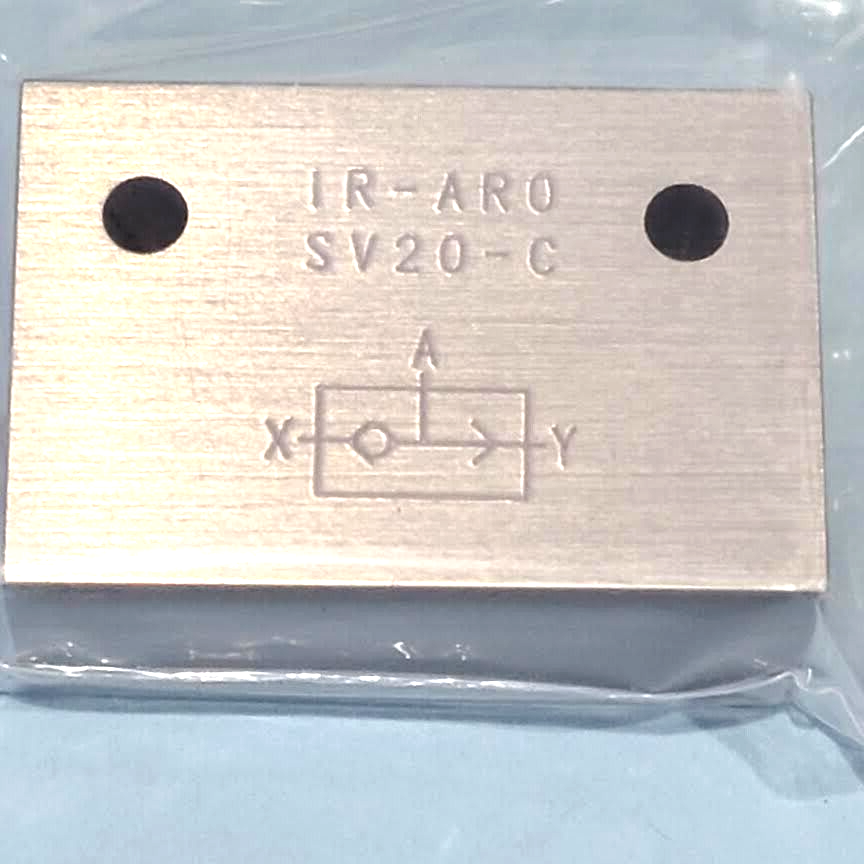 IR-ARO
SV20-C
A
X Y